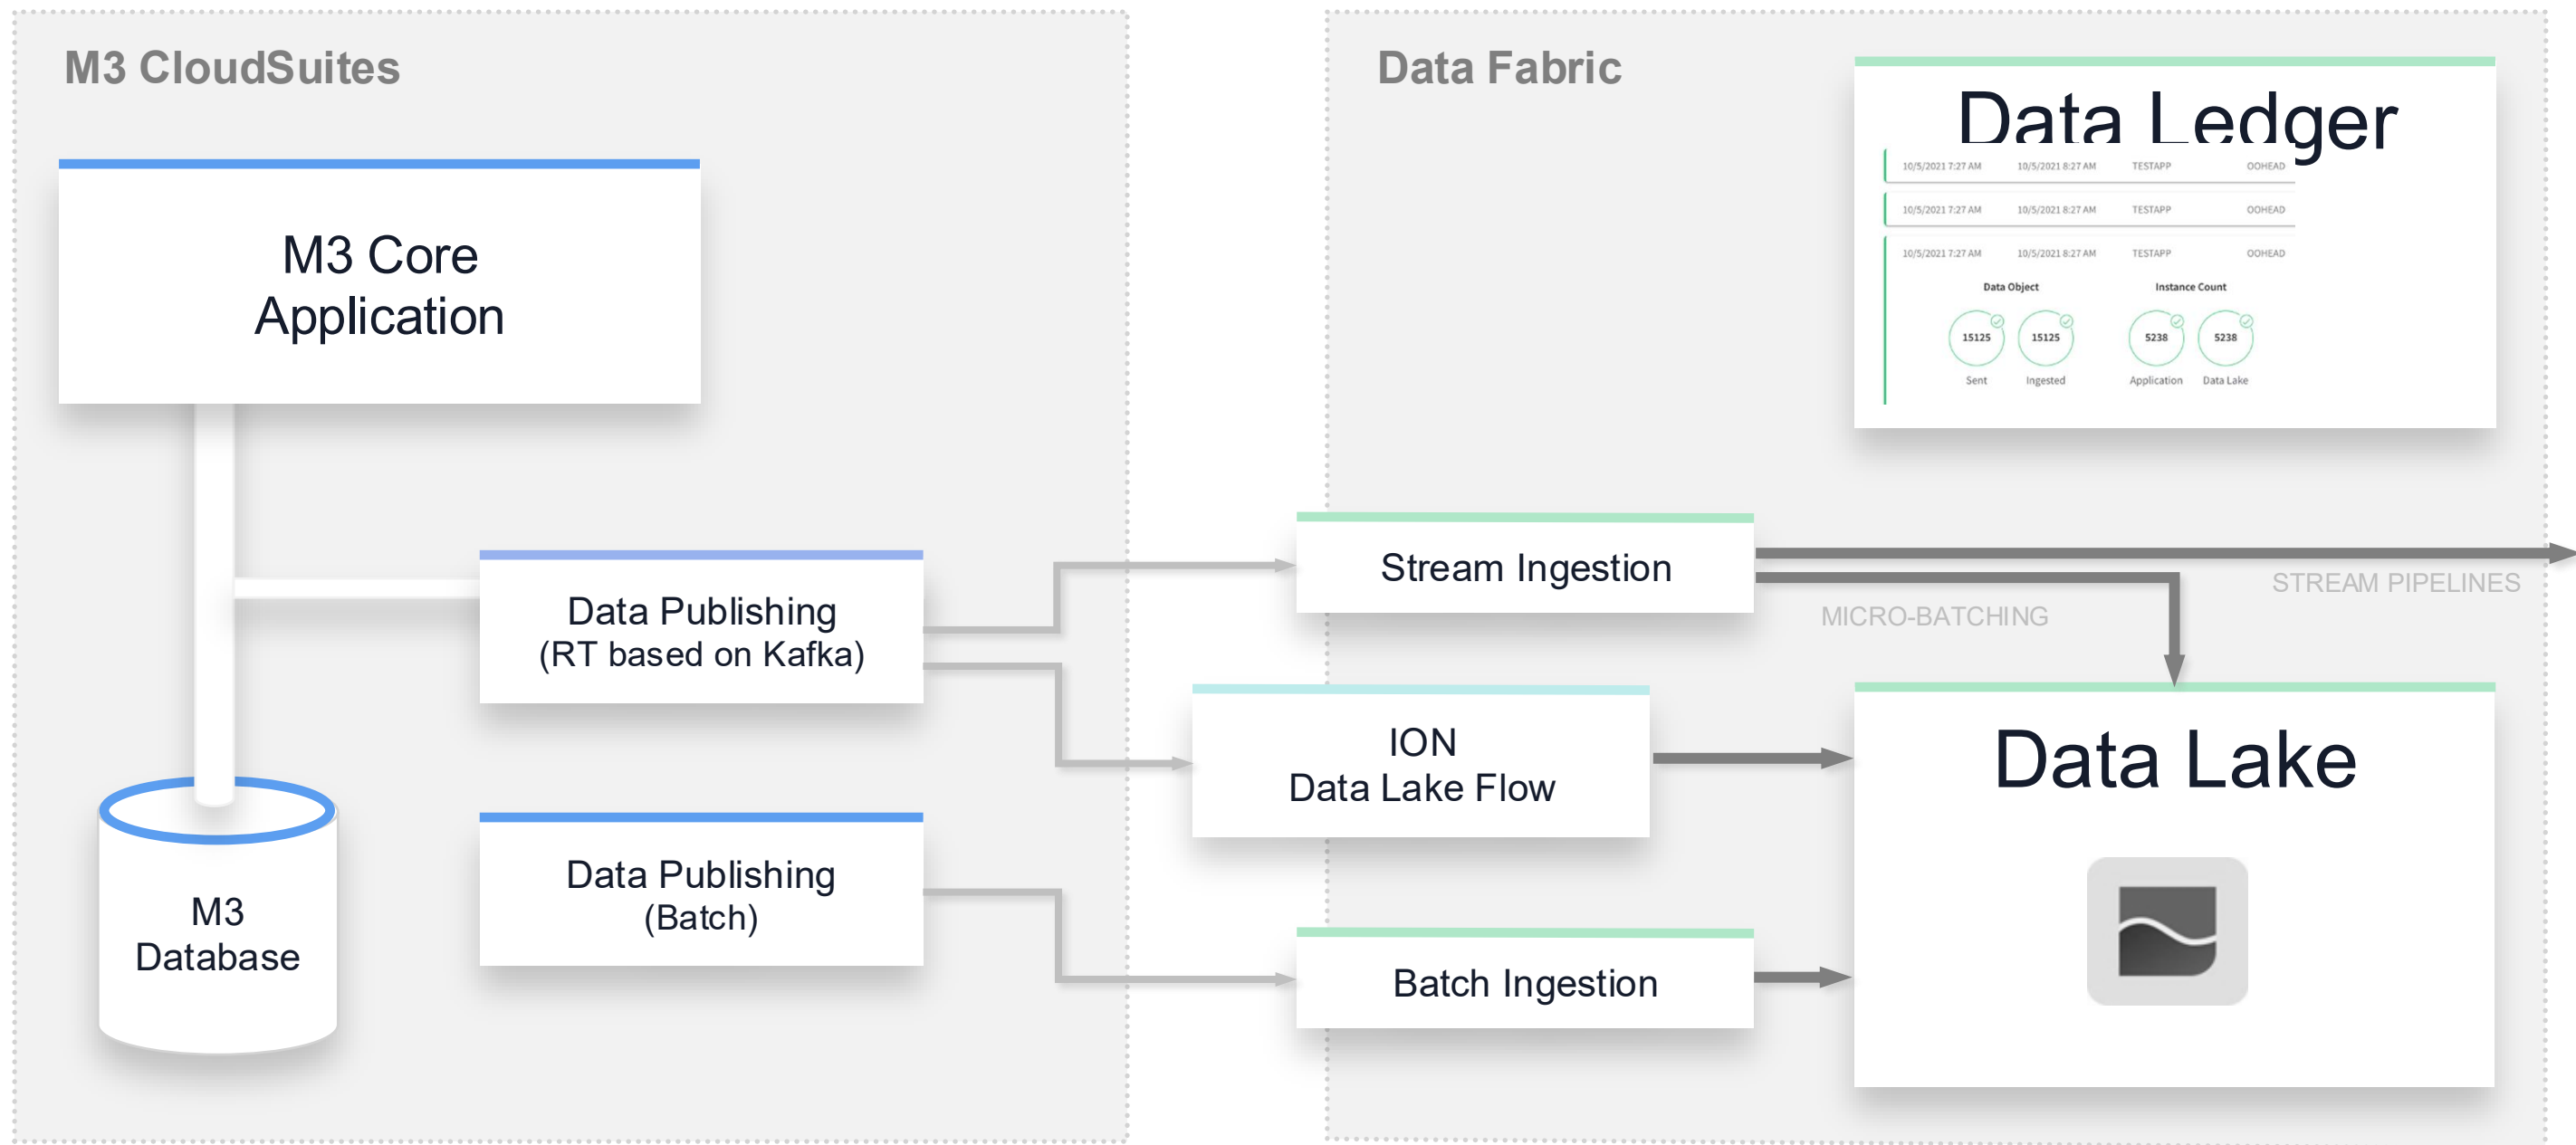 M3 CloudSuites
M3 Core
Application
Data Publishing
(RT based on Kafka)
Data Publishing
(Batch)
M3
Database
Data Fabric
Data Ledger
10/5/2021 7:27 AM 10/5/2021 8:27 AM TESTAPP OOHEAD
10/5/2021 7:27 AM 10/5/2021 8:27 AM TESTAPP OOHEAD
10/5/2021 7:27 AM 10/5/2021 8:27 AM TESTAPP OOHEAD
Data Object Instance Count
15125 15125 5238 5238
Sent Ingested Application Data Lake
Stream Ingestion
STREAM PIPELINES
MICRO-BATCHING
ION
Data Lake Flow
Data Lake
Batch Ingestion